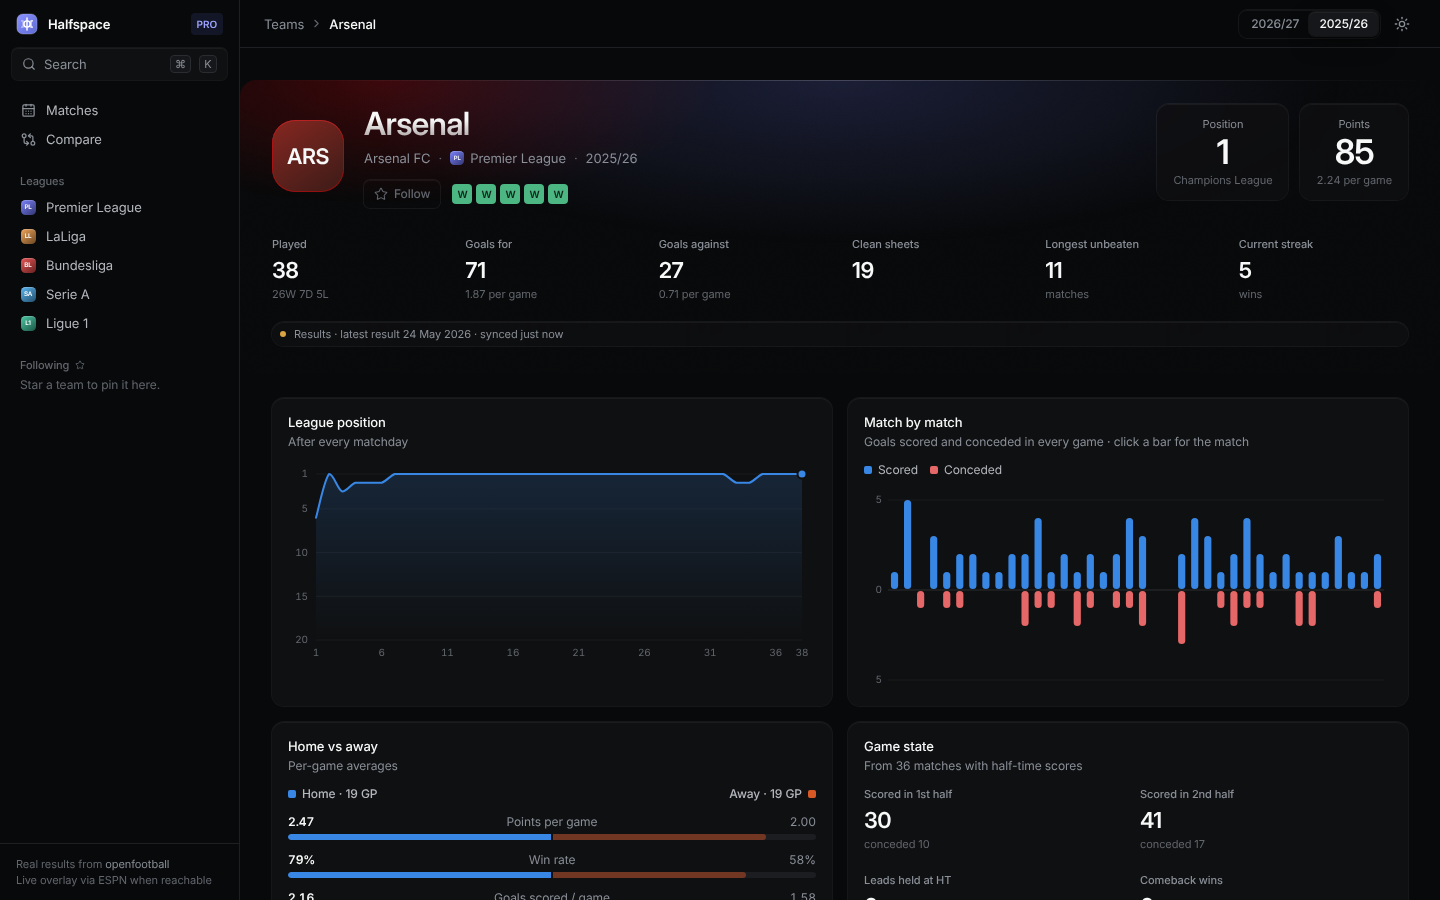 Halfspace PRO
Search ⌘ K
Matches
Compare
Leagues
PL Premier League
LL LaLiga
BL Bundesliga
SA Serie A
L1 Ligue 1
Following
Star a team to pin it here.
Real results from openfootball
Live overlay via ESPN when reachable
Teams > Arsenal
2026/27 2025/26
ARS
Arsenal
Arsenal FC · PL Premier League · 2025/26
Follow W W W W W
Position
1
Champions League
Points
85
2.24 per game
Played
38
26W 7D 5L
Goals for
71
1.87 per game
Goals against
27
0.71 per game
Clean sheets
19
Longest unbeaten
11
matches
Current streak
5
wins
Results · latest result 24 May 2026 · synced just now
League position
After every matchday
1
5
10
15
20
1 6 11 16 21 26 31 36 38
Match by match
Goals scored and conceded in every game · click a bar for the match
Scored Conceded
5
0
5
Home vs away
Per-game averages
Home · 19 GP Away · 19 GP
2.47 Points per game 2.00
79% Win rate 58%
2.16 Goals scored / game 1.58
Game state
From 36 matches with half-time scores
Scored in 1st half
30
conceded 10
Scored in 2nd half
41
conceded 17
Leads held at HT
Comeback wins